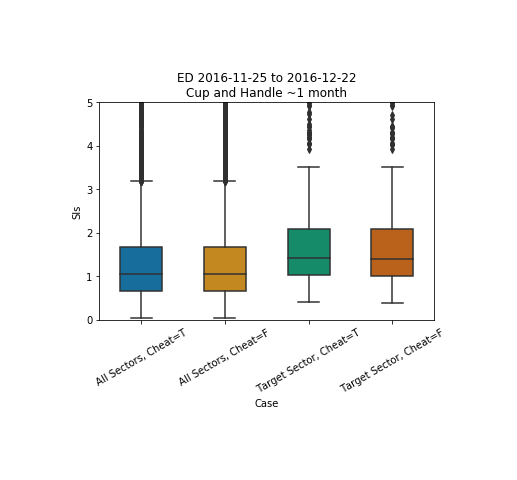 ED 2016-11-25 to 2016-12-22
Cup and Handle ~1 month
5
4
3
2
1
0
SIs
All Sectors, Cheat=T
All Sectors, Cheat=F
Target Sector, Cheat=T
Target Sector, Cheat=F
Case